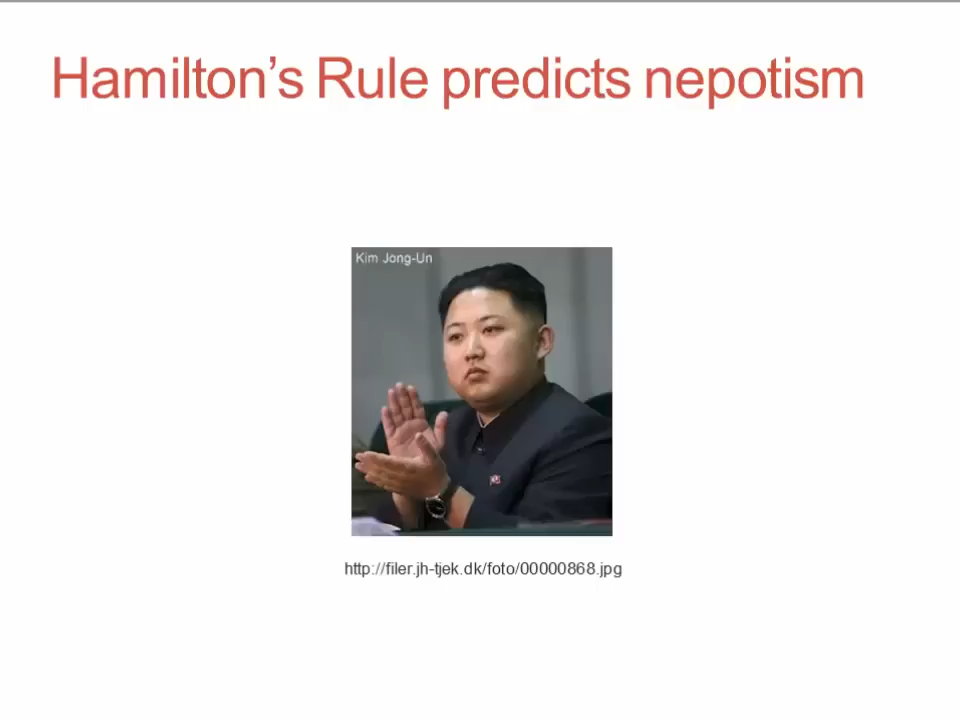 Hamilton’s Rule predicts nepotism
Kim Jong-Un
http://filer.jh-tjek.dk/foto/00000868.jpg